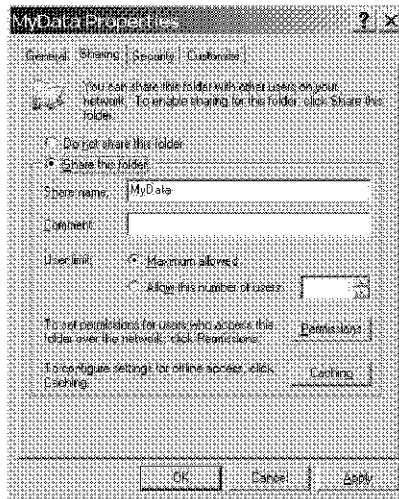 MyData Properties
General Sharing Security Customize
You can share this folder with other users on your
network. To enable sharing for this folder, click Share this
folder.
Do not share this folder
Share this folder
Share name: MyData
Comment:
User limit: Maximum allowed
Allow this number of users:
To set permissions for users who access this
folder over the network, click Permissions.
Permissions
To configure settings for offline access, click
Caching.
Caching
OK Cancel Apply